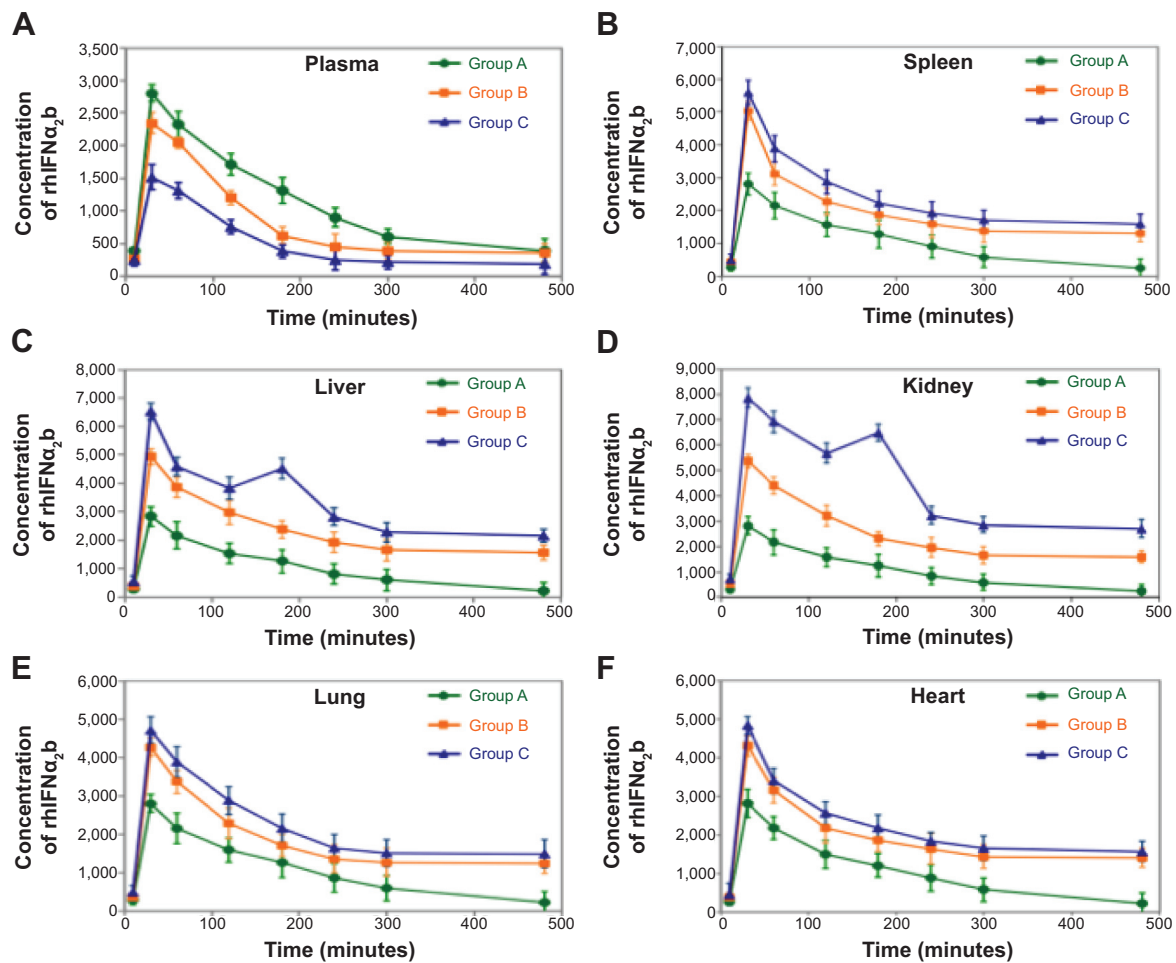 A
Plasma
Group A
Group B
Group C
Concentration
of rhIFNα₂b
3,500
3,000
2,500
2,000
1,500
1,000
500
0
0 100 200 300 400 500
Time (minutes)
B
Spleen
Group A
Group B
Group C
Concentration
of rhIFNα₂b
7,000
6,000
5,000
4,000
3,000
2,000
1,000
0
0 100 200 300 400 500
Time (minutes)
C
Liver
Group A
Group B
Group C
Concentration
of rhIFNα₂b
8,000
7,000
6,000
5,000
4,000
3,000
2,000
1,000
0
0 100 200 300 400 500
Time (minutes)
D
Kidney
Group A
Group B
Group C
Concentration
of rhIFNα₂b
9,000
8,000
7,000
6,000
5,000
4,000
3,000
2,000
1,000
0
0 100 200 300 400 500
Time (minutes)
E
Lung
Group A
Group B
Group C
Concentration
of rhIFNα₂b
6,000
5,000
4,000
3,000
2,000
1,000
0
0 100 200 300 400 500
Time (minutes)
F
Heart
Group A
Group B
Group C
Concentration
of rhIFNα₂b
6,000
5,000
4,000
3,000
2,000
1,000
0
0 100 200 300 400 500
Time (minutes)